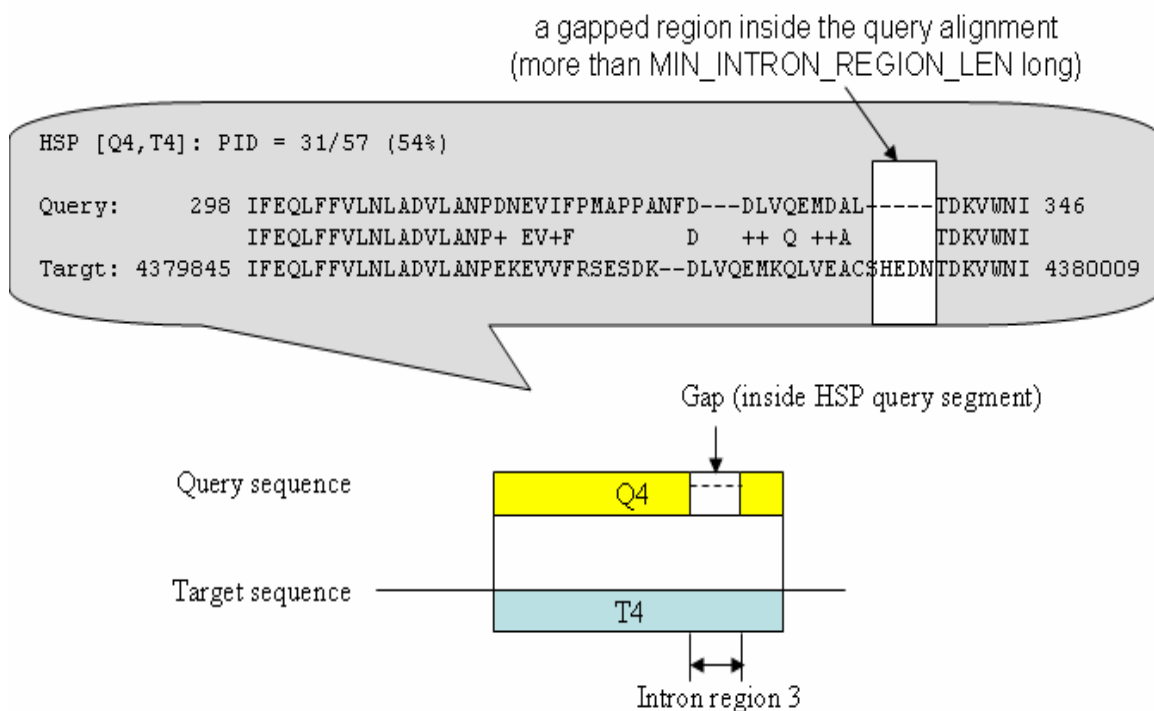 a gapped region inside the query alignment
(more than MIN_INTRON_REGION_LEN long)
HSP [Q4,T4]: PID = 31/57 (54%)
Query: 298 IFEQLFFVLNLADVLANPDNEVIFPMAPPANFD---DLVQEMDAL-----TDKVWNI 346
IFEQLFFVLNLADVLANP+ EV+F D ++ Q ++A TDKVWNI
Targt: 4379845 IFEQLFFVLNLADVLANPEKEVVFRSESDK--DLVQEMKQLVEACSHEDNTDKVWNI 4380009
Gap (inside HSP query segment)
Query sequence
Q4
Target sequence
T4
Intron region 3